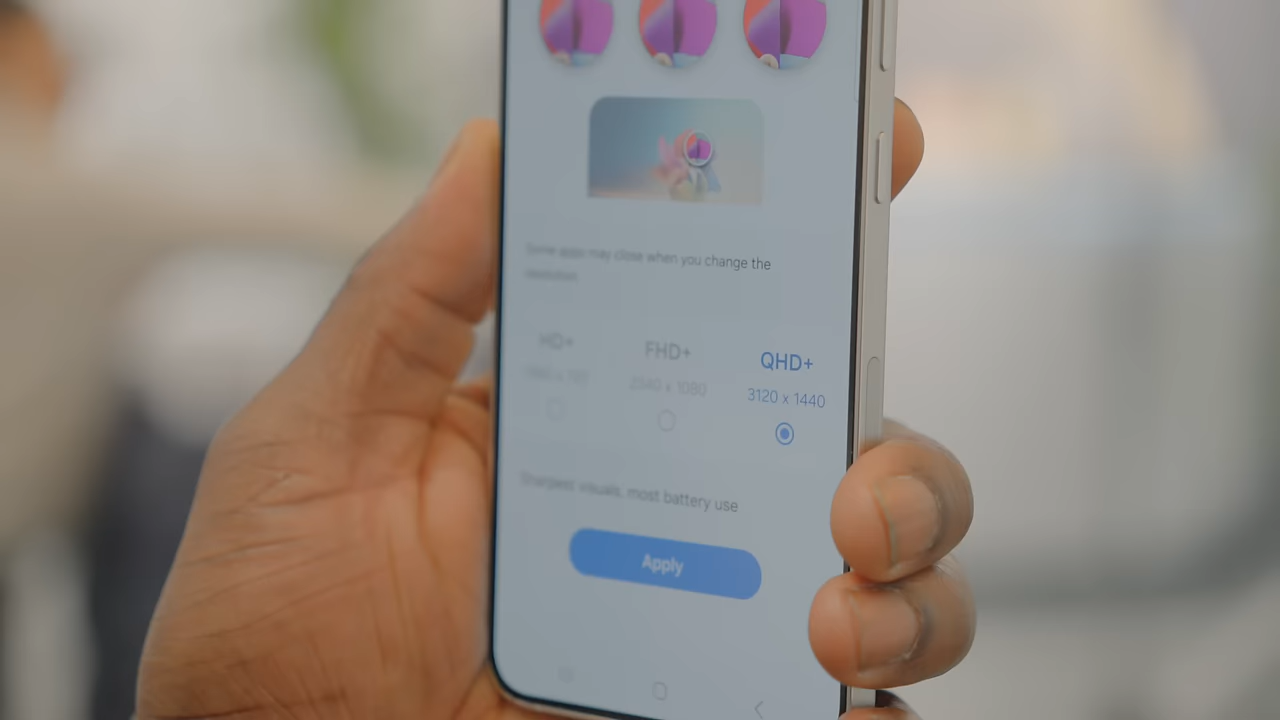 Some apps may close when you change the
resolution.
HD+ FHD+ QHD+
2340 x 1080 3120 x 1440
Sharpest visuals, most battery use
Apply